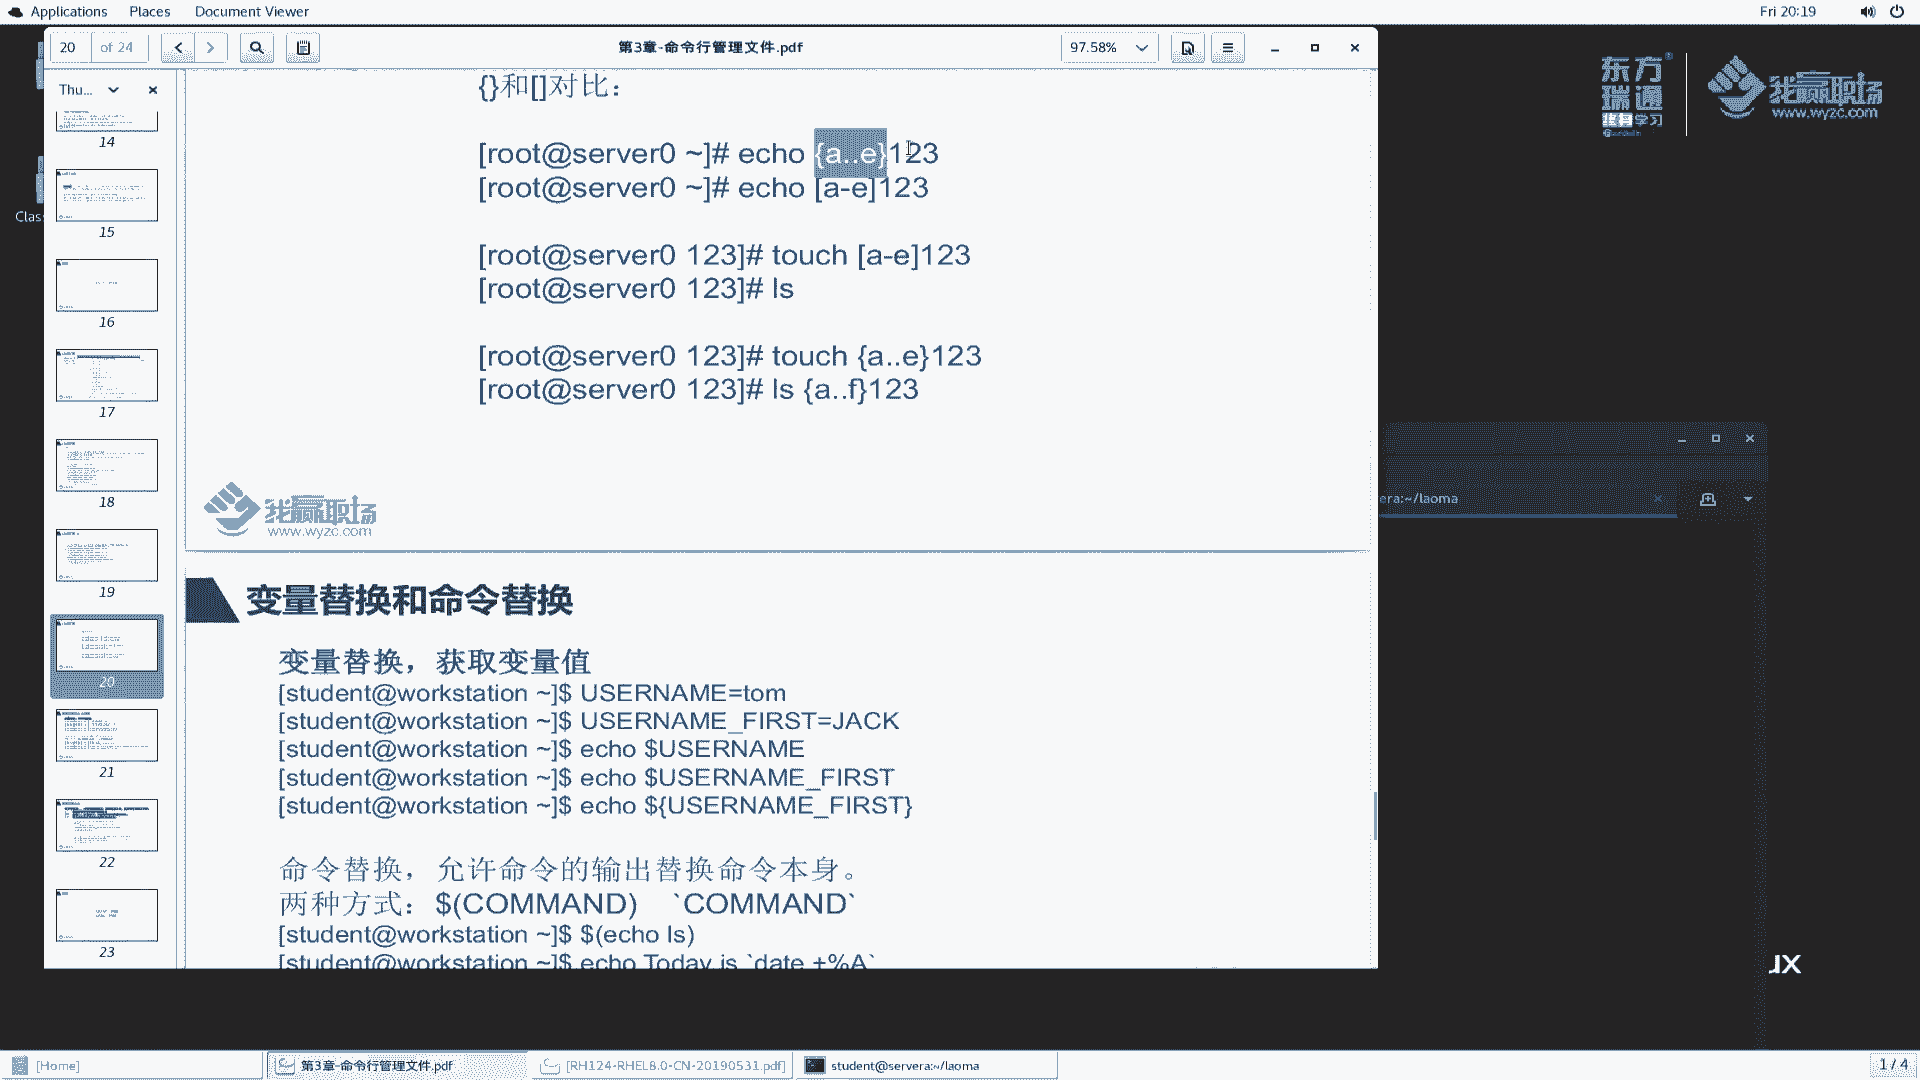 Applications Places Document Viewer Fri 20:19
20 of 24 第3章-命令行管理文件.pdf 97.58%
Thu...
14
15
16
17
18
19
20
21
22
23
{}和[]对比：
[root@server0 ~]# echo {a..e}123
[root@server0 ~]# echo [a-e]123
[root@server0 123]# touch [a-e]123
[root@server0 123]# ls
[root@server0 123]# touch {a..e}123
[root@server0 123]# ls {a..f}123
我赢职场
www.wyzc.com
变量替换和命令替换
变量替换，获取变量值
[student@workstation ~]$ USERNAME=tom
[student@workstation ~]$ USERNAME_FIRST=JACK
[student@workstation ~]$ echo $USERNAME
[student@workstation ~]$ echo $USERNAME_FIRST
[student@workstation ~]$ echo ${USERNAME_FIRST}
命令替换，允许命令的输出替换命令本身。
两种方式：$(COMMAND) `COMMAND`
[student@workstation ~]$ $(echo ls)
[student@workstation ~]$ echo Today is `date +%A`
Clas
东方
瑞通
终身学习
我赢职场
www.wyzc.com
era:~/laoma
UX
[Home] 第3章-命令行管理文件.pdf [RH124-RHEL8.0-CN-20190531.pdf] student@servera:~/laoma 1 / 4